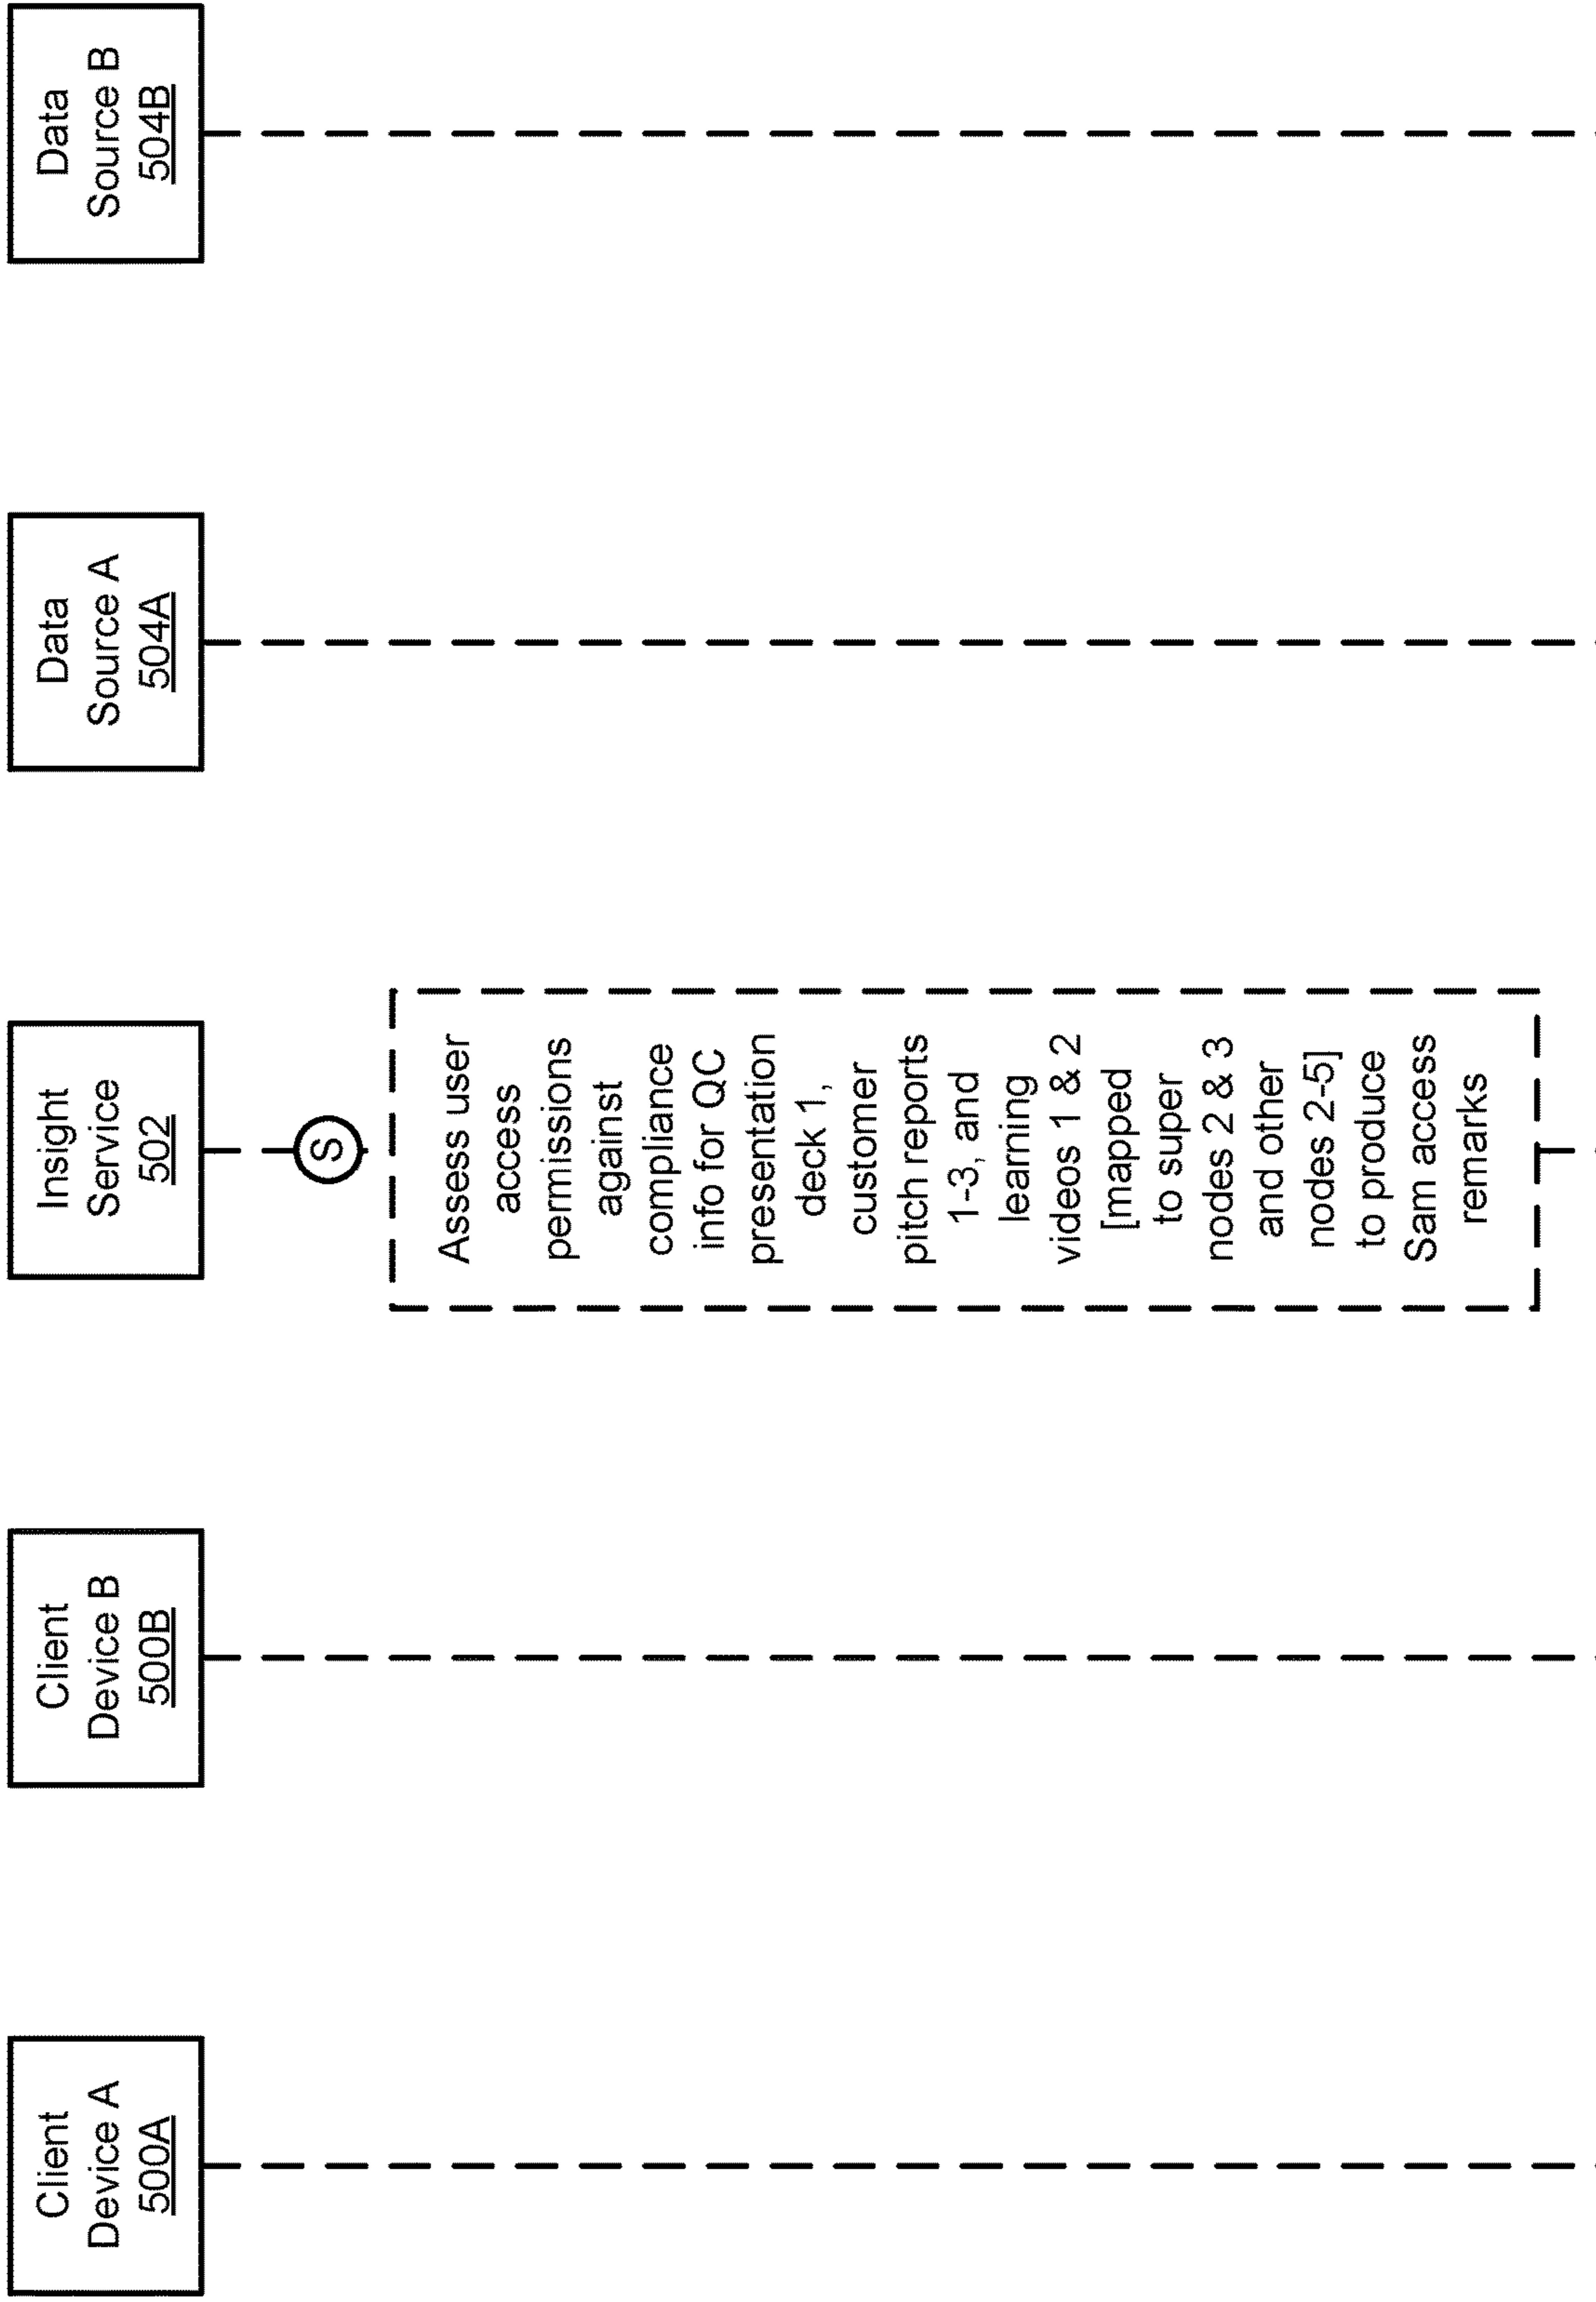 Client
Device A
500A
Client
Device B
500B
Insight
Service
502
Data
Source A
504A
Data
Source B
504B
S
Assess user
access
permissions
against
compliance
info for QC
presentation
deck 1,
customer
pitch reports
1-3, and
learning
videos 1 & 2
[mapped
to super
nodes 2 & 3
and other
nodes 2-5]
to produce
Sam access
remarks